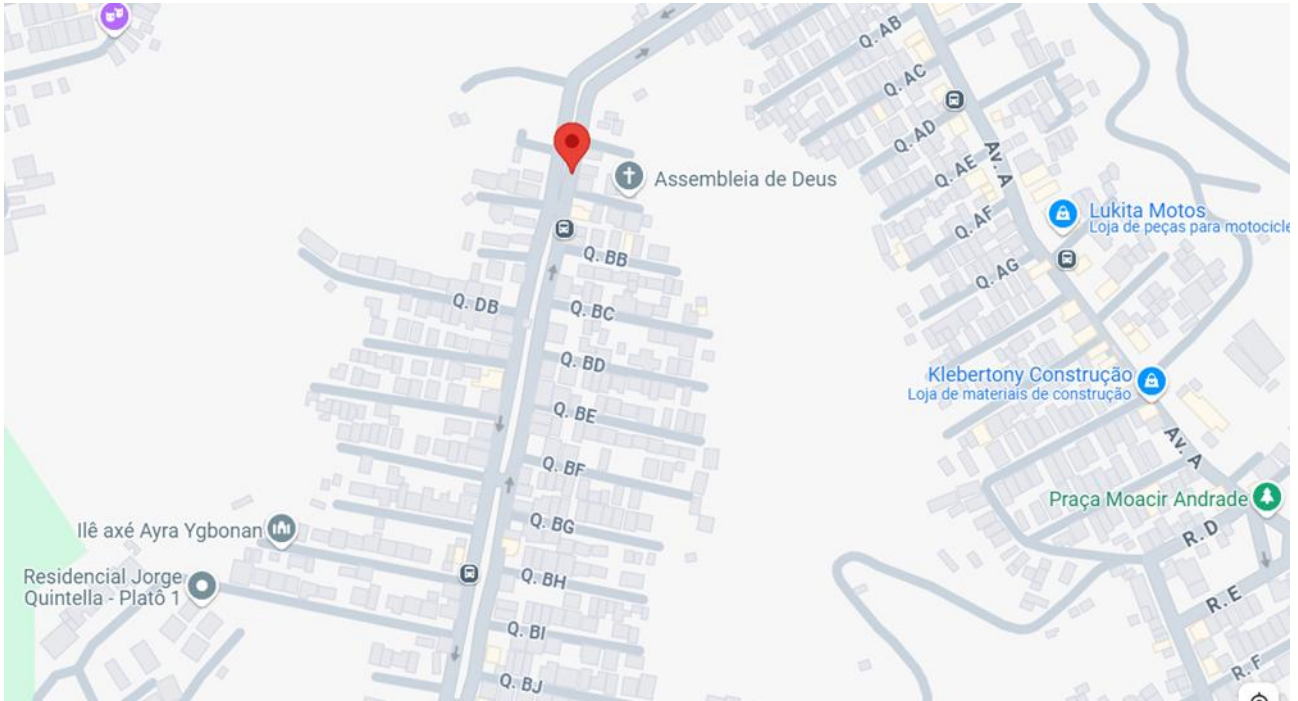 Q. AB
Q. AC
Q. AD
Av. A
Q. AE
Assembleia de Deus
Lukita Motos
Loja de peças para motocicle
Q. AF
Q. BB
Q. AG
Q. DB
Q. BC
Q. BD
Klebertony Construção
Loja de materiais de construção
Q. BE
Av. A
Q. BF
Praça Moacir Andrade
Ilê axé Ayra Ygbonan
Q. BG
R. D
Residencial Jorge
Quintella - Platô 1
Q. BH
R. E
Q. BI
R. F
Q. BJ